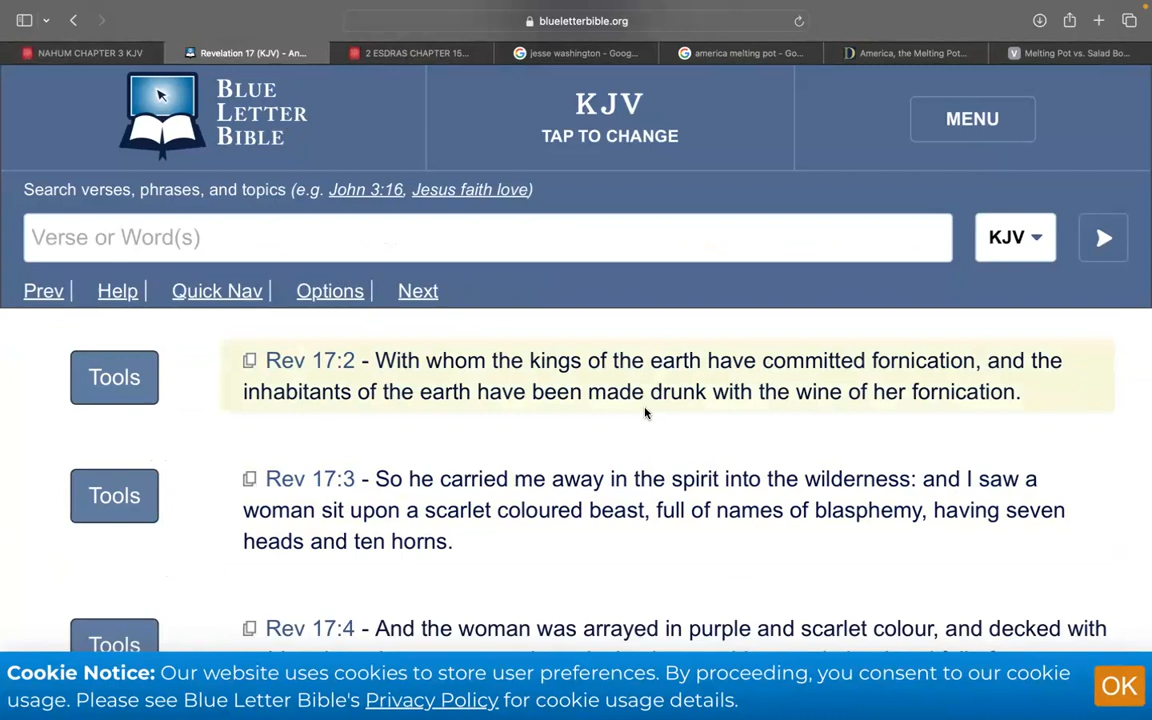 blueletterbible.org
NAHUM CHAPTER 3 KJV
Revelation 17 (KJV) - An...
2 ESDRAS CHAPTER 15...
jesse washington - Goog...
america melting pot - Go...
America, the Melting Pot...
Melting Pot vs. Salad Bo...
BLUE
LETTER
BIBLE
KJV
TAP TO CHANGE
MENU
Search verses, phrases, and topics (e.g. John 3:16, Jesus faith love)
Verse or Word(s)
KJV
Prev | Help | Quick Nav | Options | Next
Tools
Rev 17:2 - With whom the kings of the earth have committed fornication, and the
inhabitants of the earth have been made drunk with the wine of her fornication.
Tools
Rev 17:3 - So he carried me away in the spirit into the wilderness: and I saw a
woman sit upon a scarlet coloured beast, full of names of blasphemy, having seven
heads and ten horns.
Tools
Rev 17:4 - And the woman was arrayed in purple and scarlet colour, and decked with
Cookie Notice: Our website uses cookies to store user preferences. By proceeding, you consent to our cookie
usage. Please see Blue Letter Bible's Privacy Policy for cookie usage details.
OK